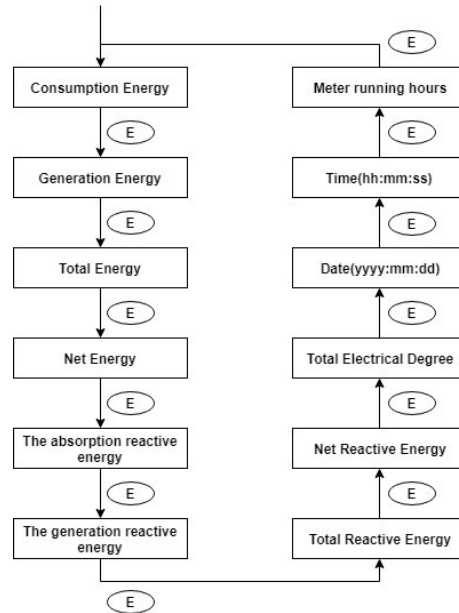 Consumption Energy
E
Generation Energy
E
Total Energy
E
Net Energy
E
The absorption reactive
energy
E
The generation reactive
energy
E
Total Reactive Energy
E
Net Reactive Energy
E
Total Electrical Degree
E
Date(yyyy:mm:dd)
E
Time(hh:mm:ss)
E
Meter running hours
E